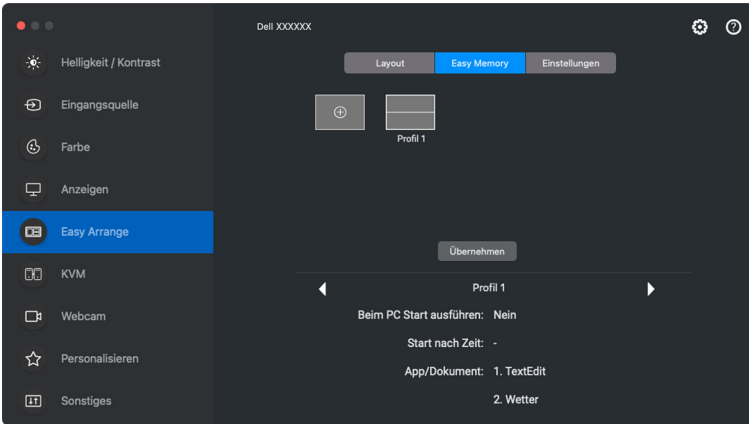 Dell XXXXXX
Helligkeit / Kontrast
Eingangsquelle
Farbe
Anzeigen
Easy Arrange
KVM
Webcam
Personalisieren
Sonstiges
Layout
Easy Memory
Einstellungen
Profil 1
Übernehmen
Profil 1
Beim PC Start ausführen: Nein
Start nach Zeit: -
App/Dokument: 1. TextEdit
2. Wetter